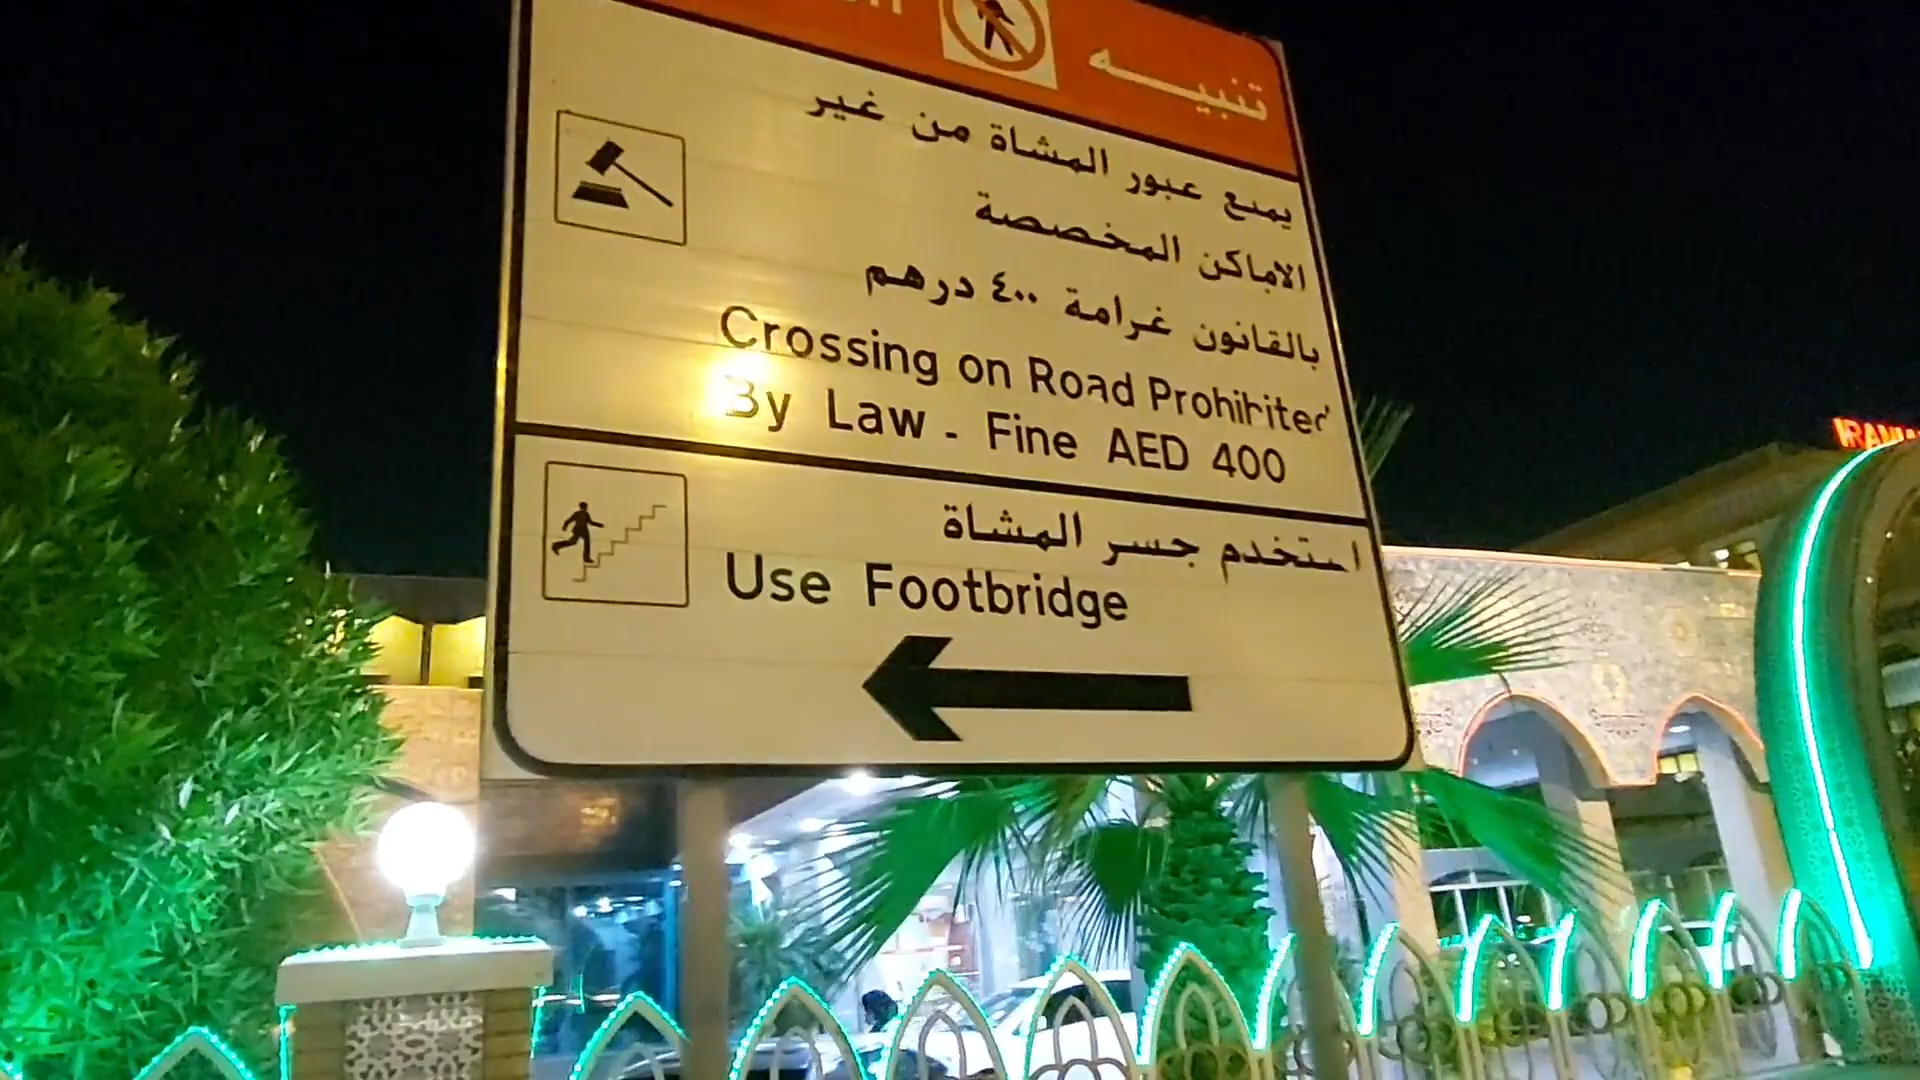 تنبيه
يمنع عبور المشاة من غير
الاماكن المخصصة
بالقانون غرامة ٤٠٠ درهم
Crossing on Road Prohibited
By Law - Fine AED 400
استخدم جسر المشاة
Use Footbridge